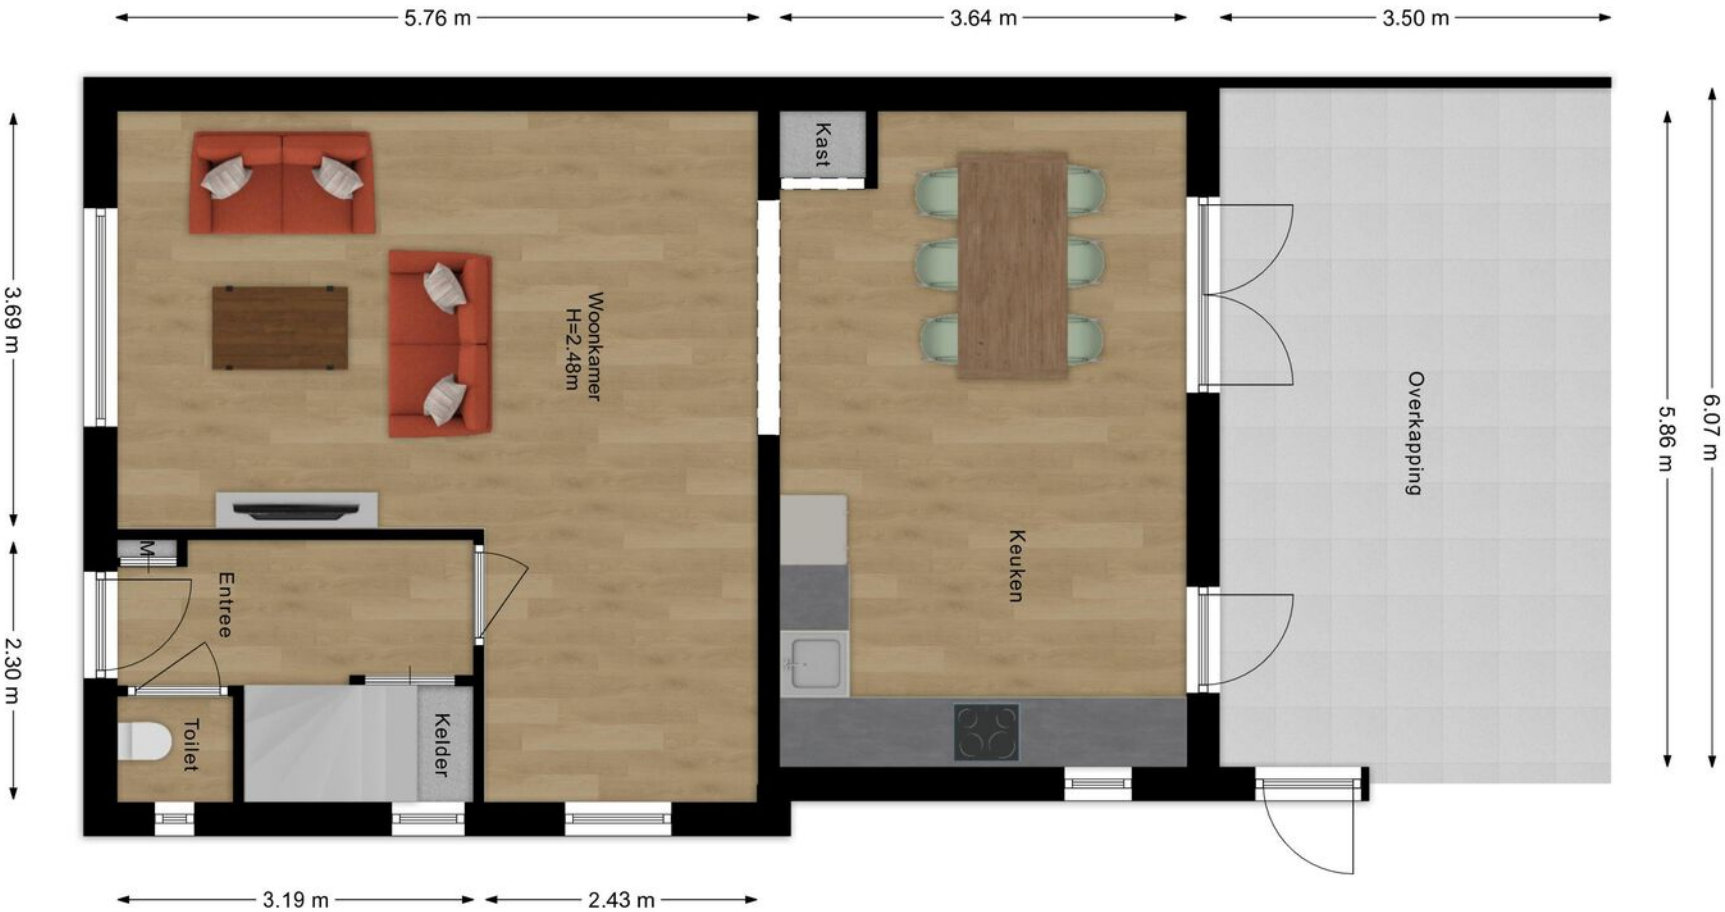 5.76 m
3.64 m
3.50 m
Kast
Woonkamer
H=2.48m
3.69 m
Overkapping
5.86 m
6.07 m
Keuken
M
Entree
2.30 m
Toilet
Kelder
3.19 m
2.43 m